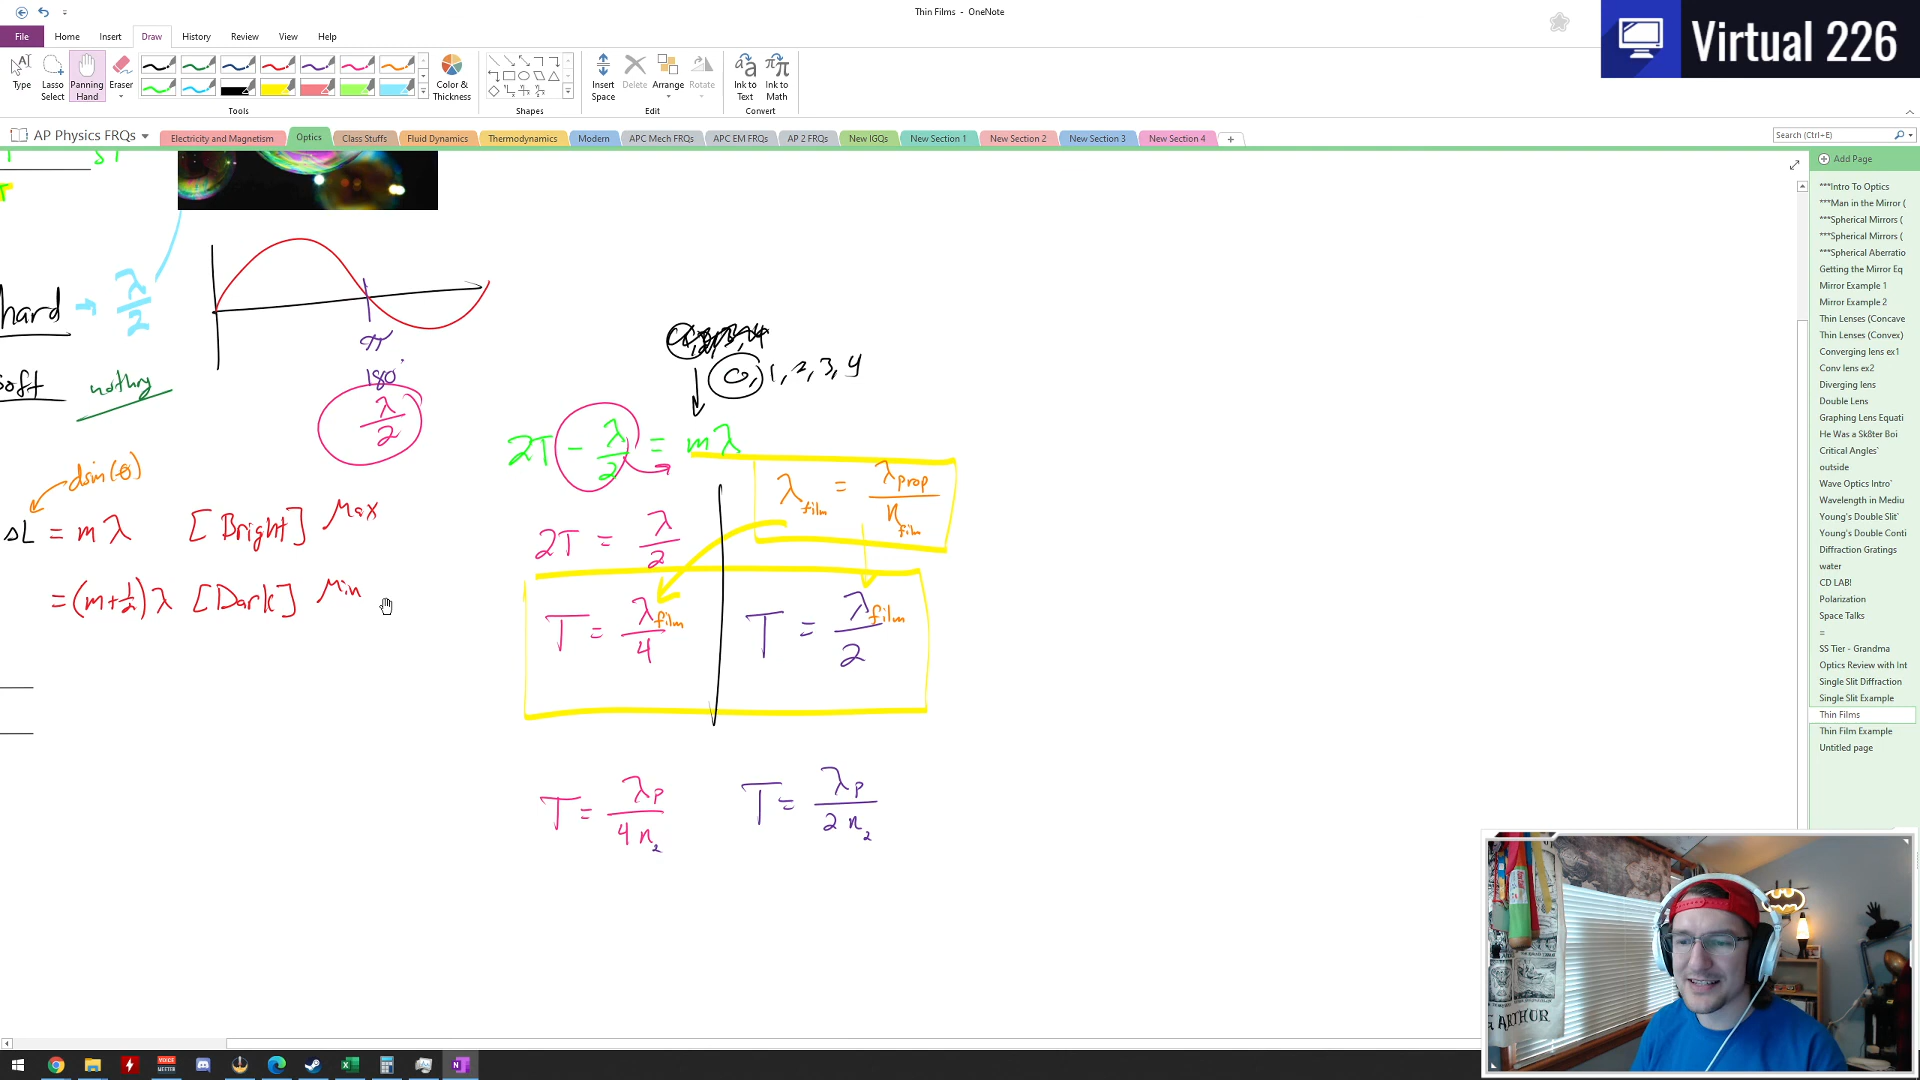 Thin Films - OneNote
Virtual 226
File Home Insert Draw History Review View Help
Type
Lasso Select
Panning Hand
Eraser
Color & Thickness
Insert Space
Delete
Arrange
Rotate
Ink to Text
Ink to Math
Tools
Shapes
Edit
Convert
AP Physics FRQs
Electricity and Magnetism Optics Class Stuffs Fluid Dynamics Thermodynamics Modern APC Mech FRQs APC EM FRQs AP 2 FRQs New IGQs New Section 1 New Section 2 New Section 3 New Section 4 +
Search (Ctrl+E)
Add Page
***Intro To Optics
***Man in the Mirror (
***Spherical Mirrors (
***Spherical Mirrors (
***Spherical Aberratio
Getting the Mirror Eq
Mirror Example 1
Mirror Example 2
Thin Lenses (Concave
Thin Lenses (Convex)
Converging lens ex1
Conv lens ex2
Diverging lens
Double Lens
Graphing Lens Equati
He Was a Sk8ter Boi
Critical Angles`
outside
Wave Optics Intro`
Wavelength in Mediu
Young's Double Slit`
Young's Double Conti
Diffraction Gratings
water
CD LAB!
Polarization
Space Talks
=
SS Tier - Grandma
Optics Review with Int
Single Slit Diffraction
Single Slit Example
Thin Films
Thin Film Example
Untitled page
hard → λ/2
soft nothing
π
180°
λ/2
0, 1, 2, 3, 4
2T - λ/2 = mλ
λfilm = λprop/nfilm
2T = λ/2
T = λfilm/4
T = λfilm/2
T = λP/4n2
T = λP/2n2
dsin(θ)
ΔL = mλ [Bright] Max
=(m+1/2)λ [Dark] Min
ARTHUR